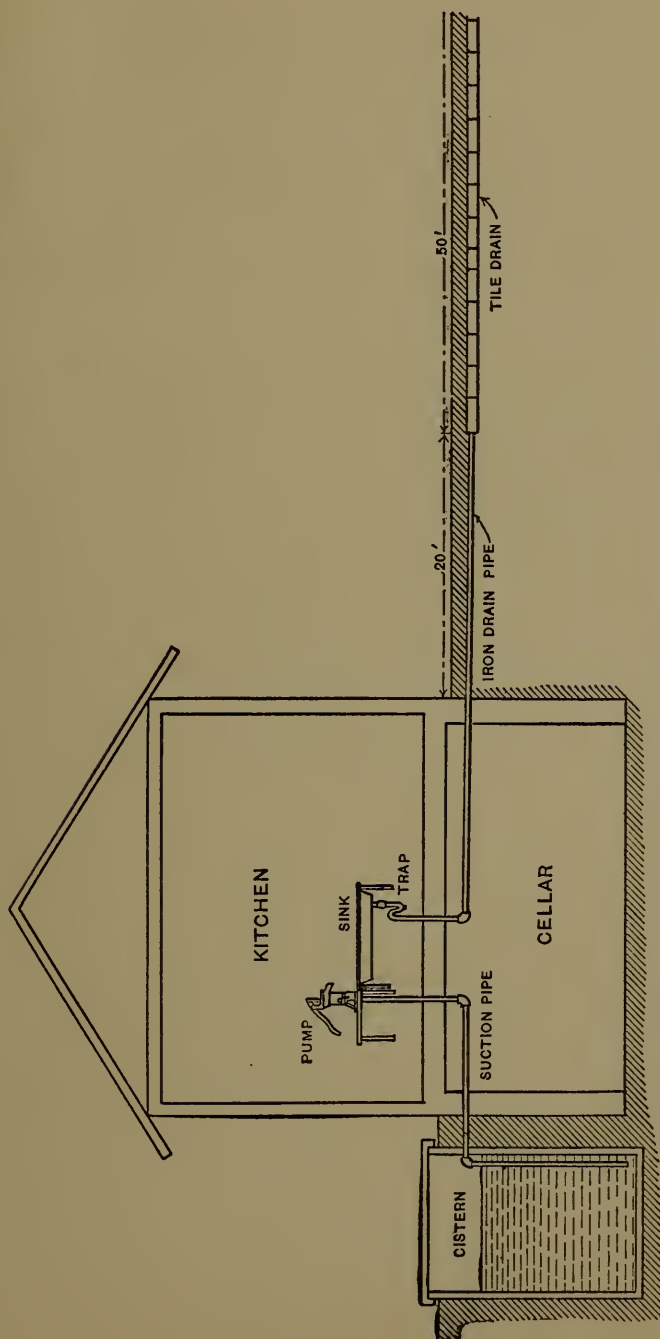 KITCHEN
PUMP
SINK
TRAP
SUCTION PIPE
CELLAR
CISTERN
20'
50'
IRON DRAIN PIPE
TILE DRAIN